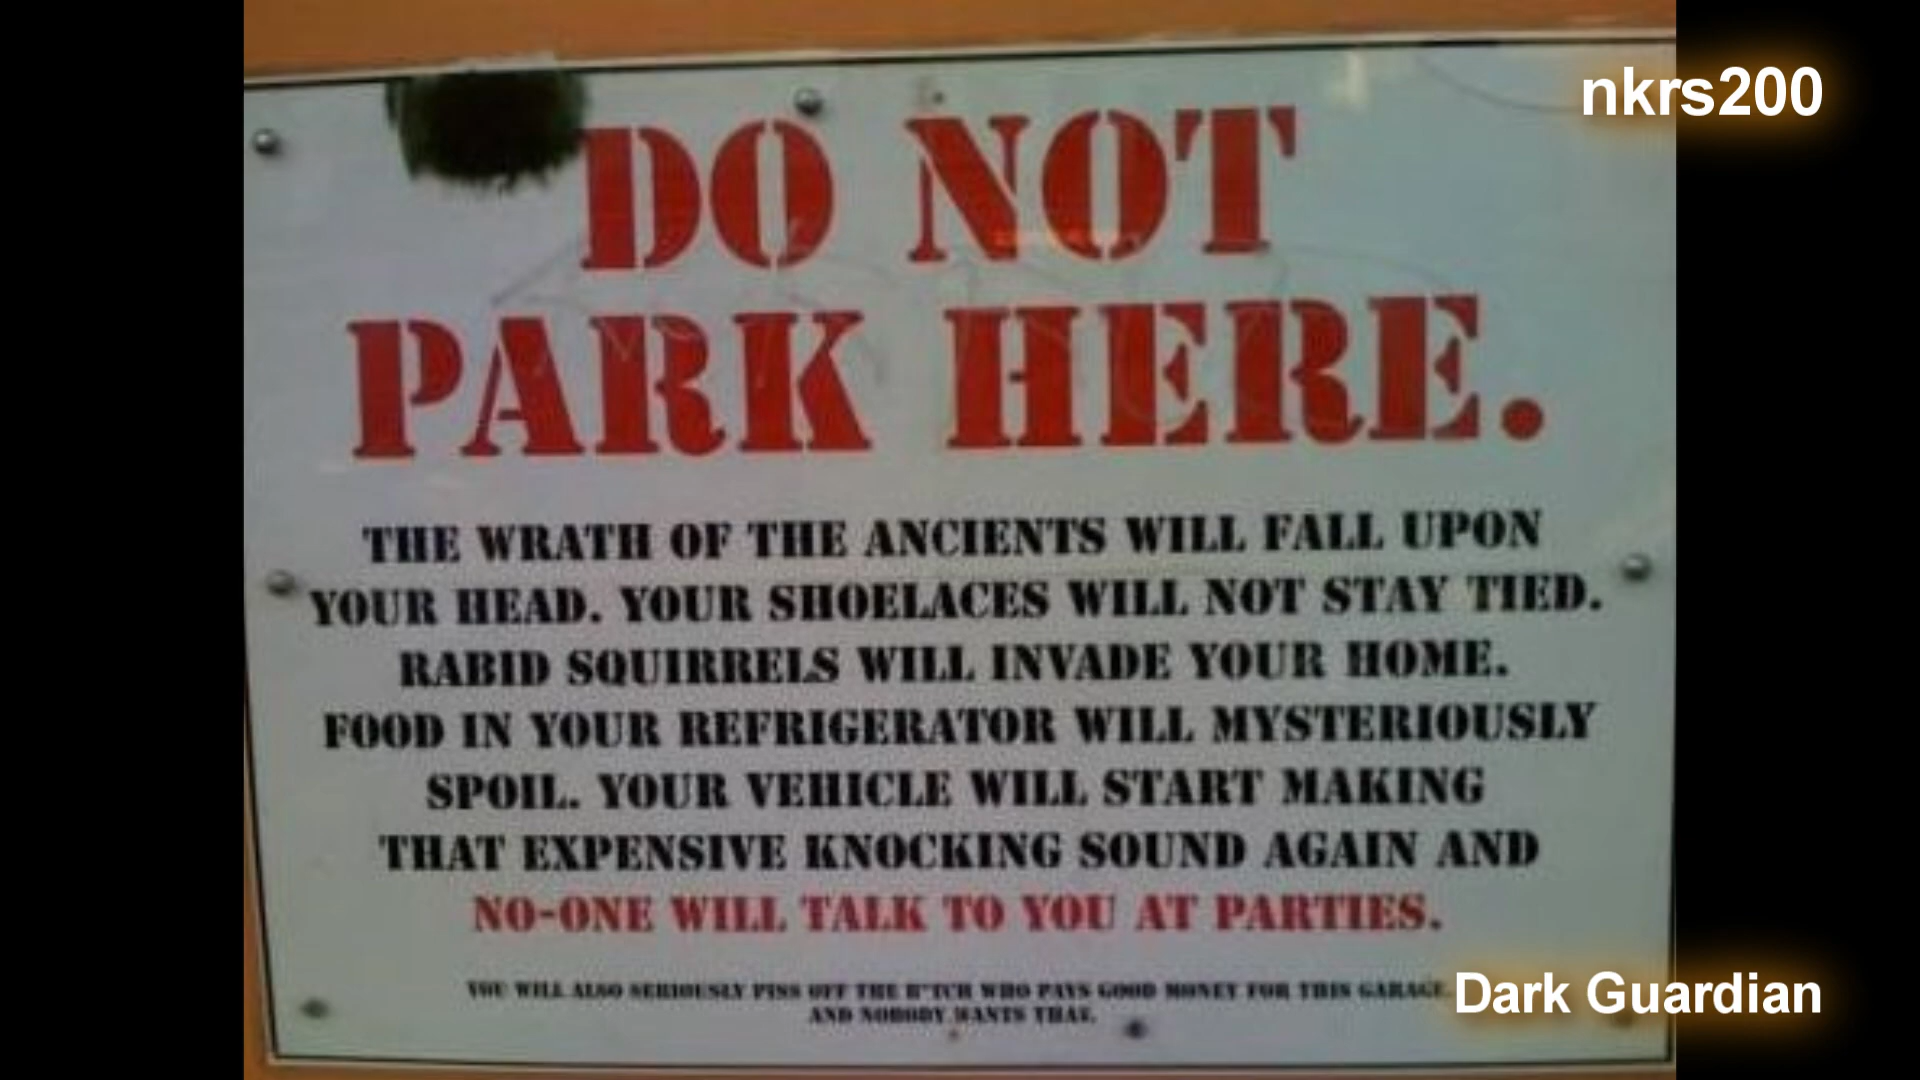 nkrs200
DO NOT
PARK HERE.
THE WRATH OF THE ANCIENTS WILL FALL UPON
YOUR HEAD. YOUR SHOELACES WILL NOT STAY TIED.
RABID SQUIRRELS WILL INVADE YOUR HOME.
FOOD IN YOUR REFRIGERATOR WILL MYSTERIOUSLY
SPOIL. YOUR VEHICLE WILL START MAKING
THAT EXPENSIVE KNOCKING SOUND AGAIN AND
NO-ONE WILL TALK TO YOU AT PARTIES.
YOU WILL ALSO SERIOUSLY PISS OFF THE B*TCH WHO PAYS GOOD MONEY FOR THIS GARAGE
AND NOBODY WANTS THAT.
Dark Guardian